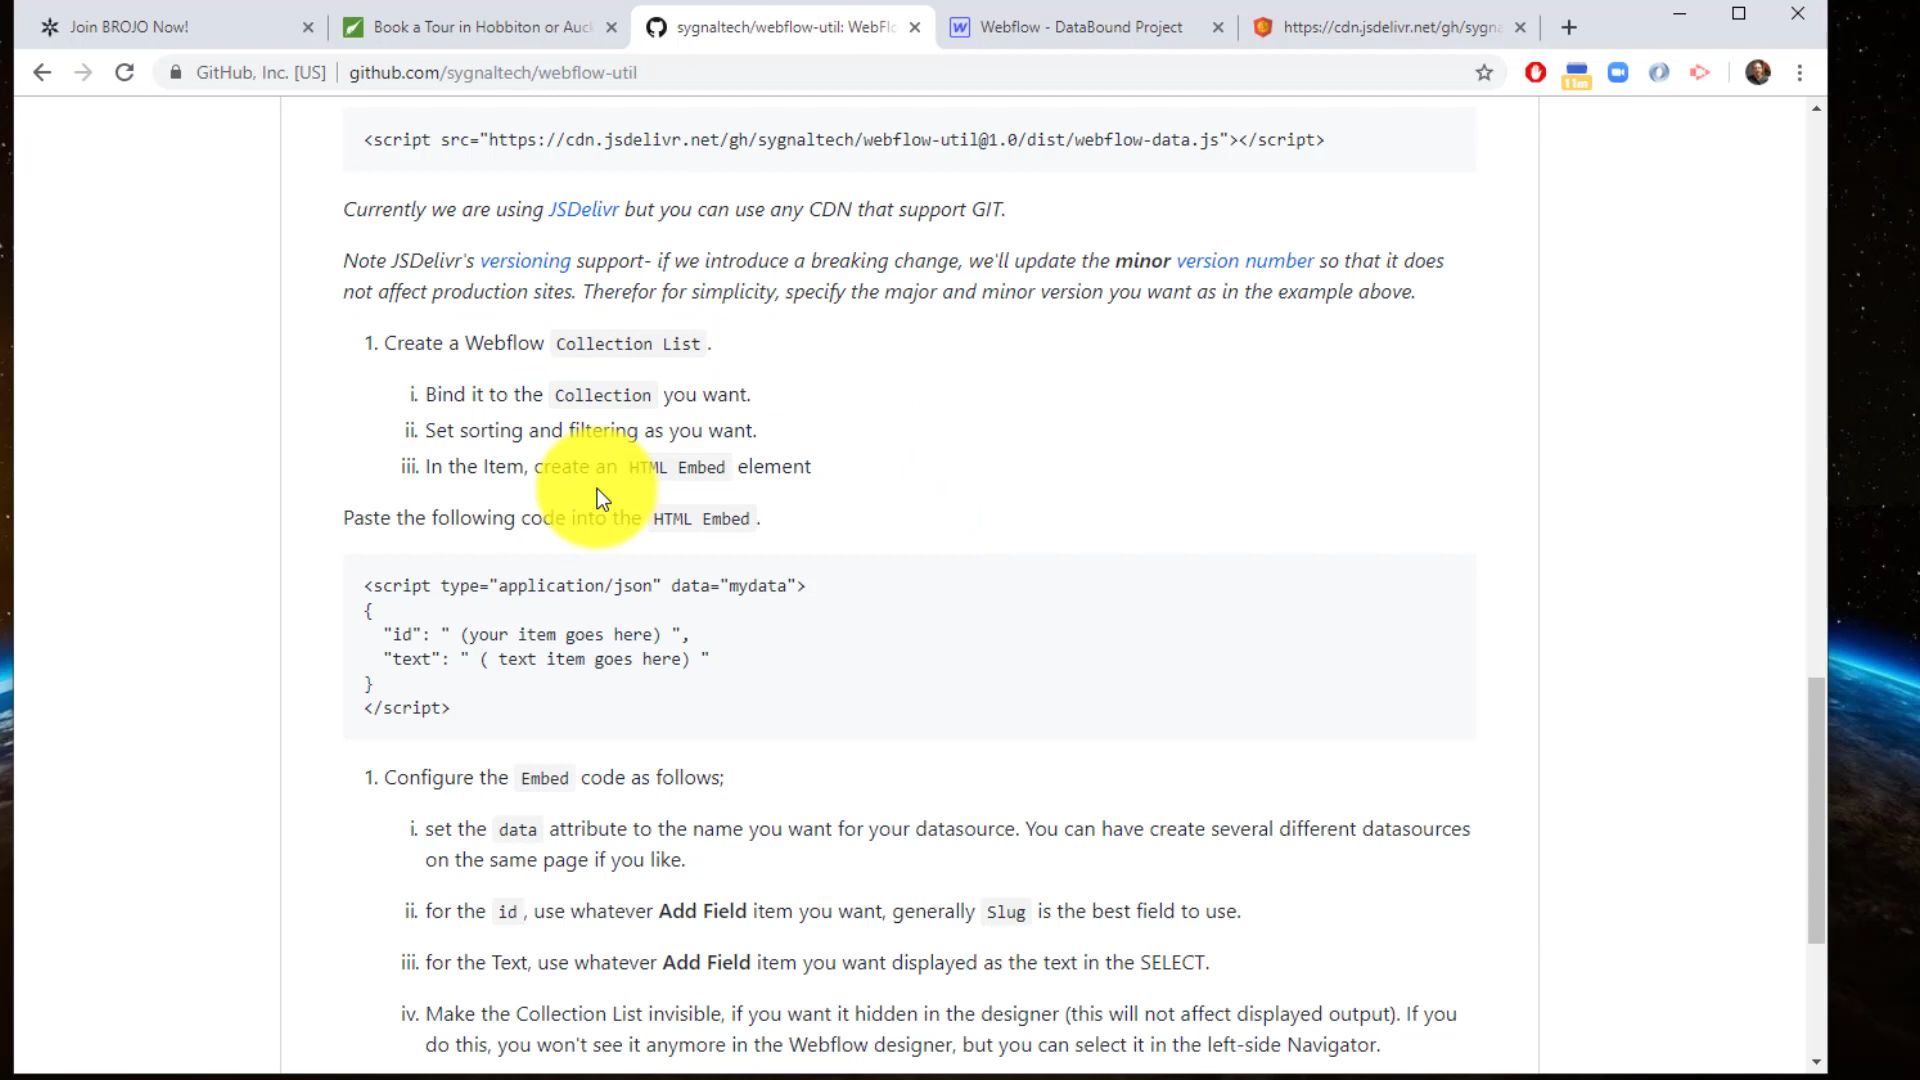 Join BROJO Now!
Book a Tour in Hobbiton or Auck
sygnaltech/webflow-util: WebFlo
Webflow - DataBound Project
https://cdn.jsdelivr.net/gh/sygna
GitHub, Inc. [US]
github.com/sygnaltech/webflow-util
11m
<script src="https://cdn.jsdelivr.net/gh/sygnaltech/webflow-util@1.0/dist/webflow-data.js"></script>
Currently we are using JSDelivr but you can use any CDN that support GIT.
Note JSDelivr's versioning support- if we introduce a breaking change, we'll update the minor version number so that it does
not affect production sites. Therefor for simplicity, specify the major and minor version you want as in the example above.
1. Create a Webflow Collection List .
i. Bind it to the Collection you want.
ii. Set sorting and filtering as you want.
iii. In the Item, create an HTML Embed element
Paste the following code into the HTML Embed .
<script type="application/json" data="mydata">
{
"id": " (your item goes here) ",
"text": " ( text item goes here) "
}
</script>
1. Configure the Embed code as follows;
i. set the data attribute to the name you want for your datasource. You can have create several different datasources
on the same page if you like.
ii. for the id , use whatever Add Field item you want, generally Slug is the best field to use.
iii. for the Text, use whatever Add Field item you want displayed as the text in the SELECT.
iv. Make the Collection List invisible, if you want it hidden in the designer (this will not affect displayed output). If you
do this, you won't see it anymore in the Webflow designer, but you can select it in the left-side Navigator.